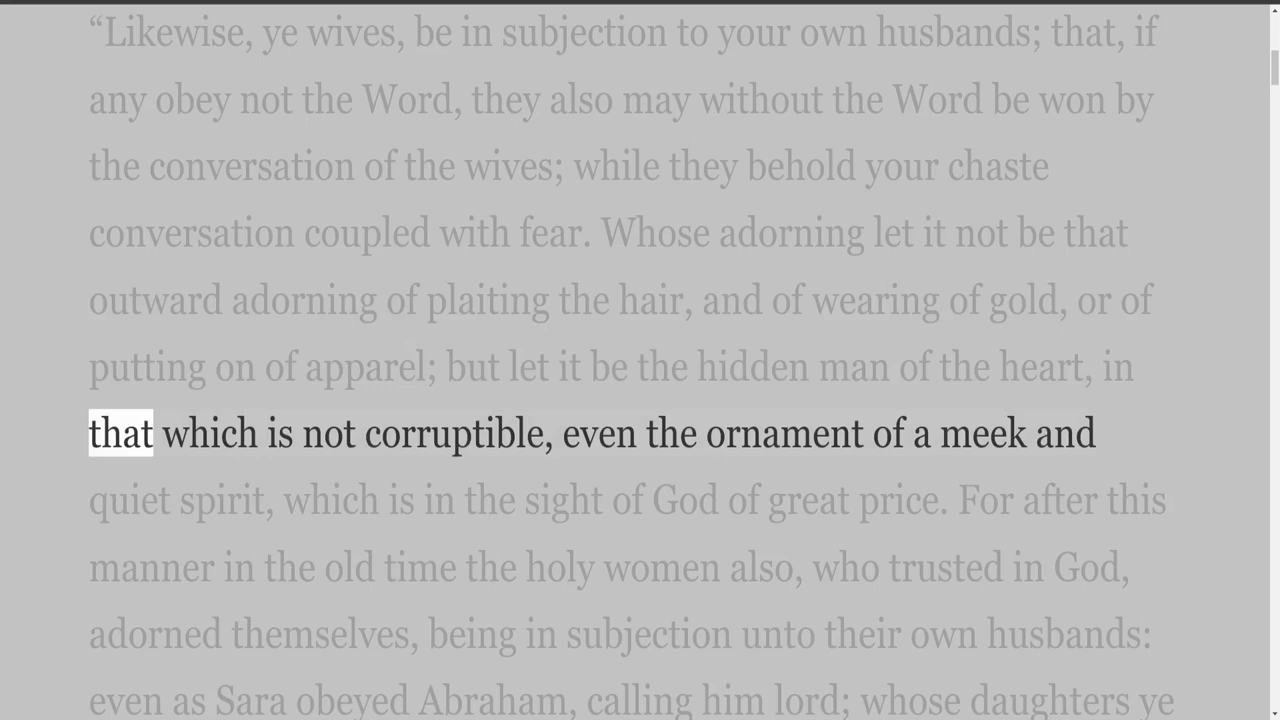 “Likewise, ye wives, be in subjection to your own husbands; that, if
any obey not the Word, they also may without the Word be won by
the conversation of the wives; while they behold your chaste
conversation coupled with fear. Whose adorning let it not be that
outward adorning of plaiting the hair, and of wearing of gold, or of
putting on of apparel; but let it be the hidden man of the heart, in
that which is not corruptible, even the ornament of a meek and
quiet spirit, which is in the sight of God of great price. For after this
manner in the old time the holy women also, who trusted in God,
adorned themselves, being in subjection unto their own husbands:
even as Sara obeyed Abraham, calling him lord; whose daughters ye